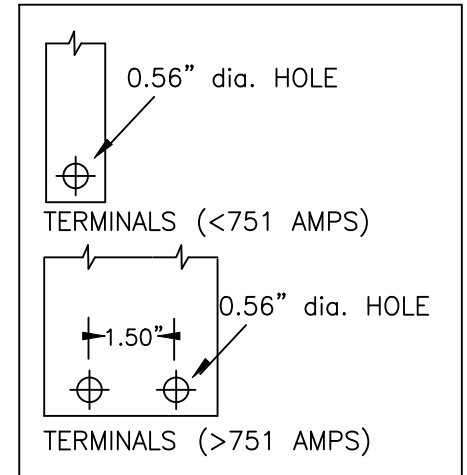 0.56” dia. HOLE
TERMINALS (<751 AMPS)
0.56” dia. HOLE
1.50”
TERMINALS (>751 AMPS)